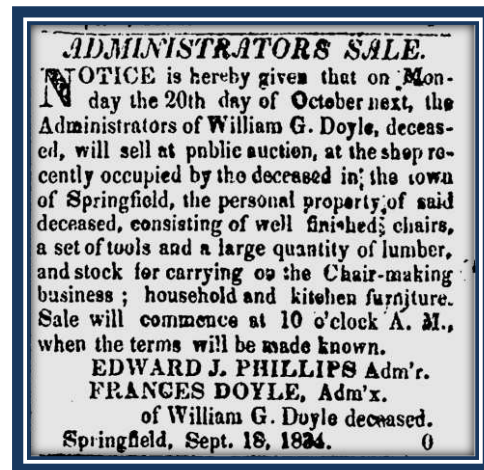 ADMINISTRATORS SALE.
NOTICE is hereby given that on Mon-
day the 20th day of October next, the
Administrators of William G. Doyle, deceas-
ed, will sell at public auction, at the shop re-
cently occupied by the deceased in the town
of Springfield, the personal property of said
deceased, consisting of well finished chairs,
a set of tools and a large quantity of lumber,
and stock for carrying on the Chair-making
business ; household and kitchen furniture.
Sale will commence at 10 o'clock A. M.,
when the terms will be made known.
EDWARD J. PHILLIPS Adm'r.
FRANCES DOYLE, Adm'x.
of William G. Doyle deceased.
Springfield, Sept. 18, 1834. 0